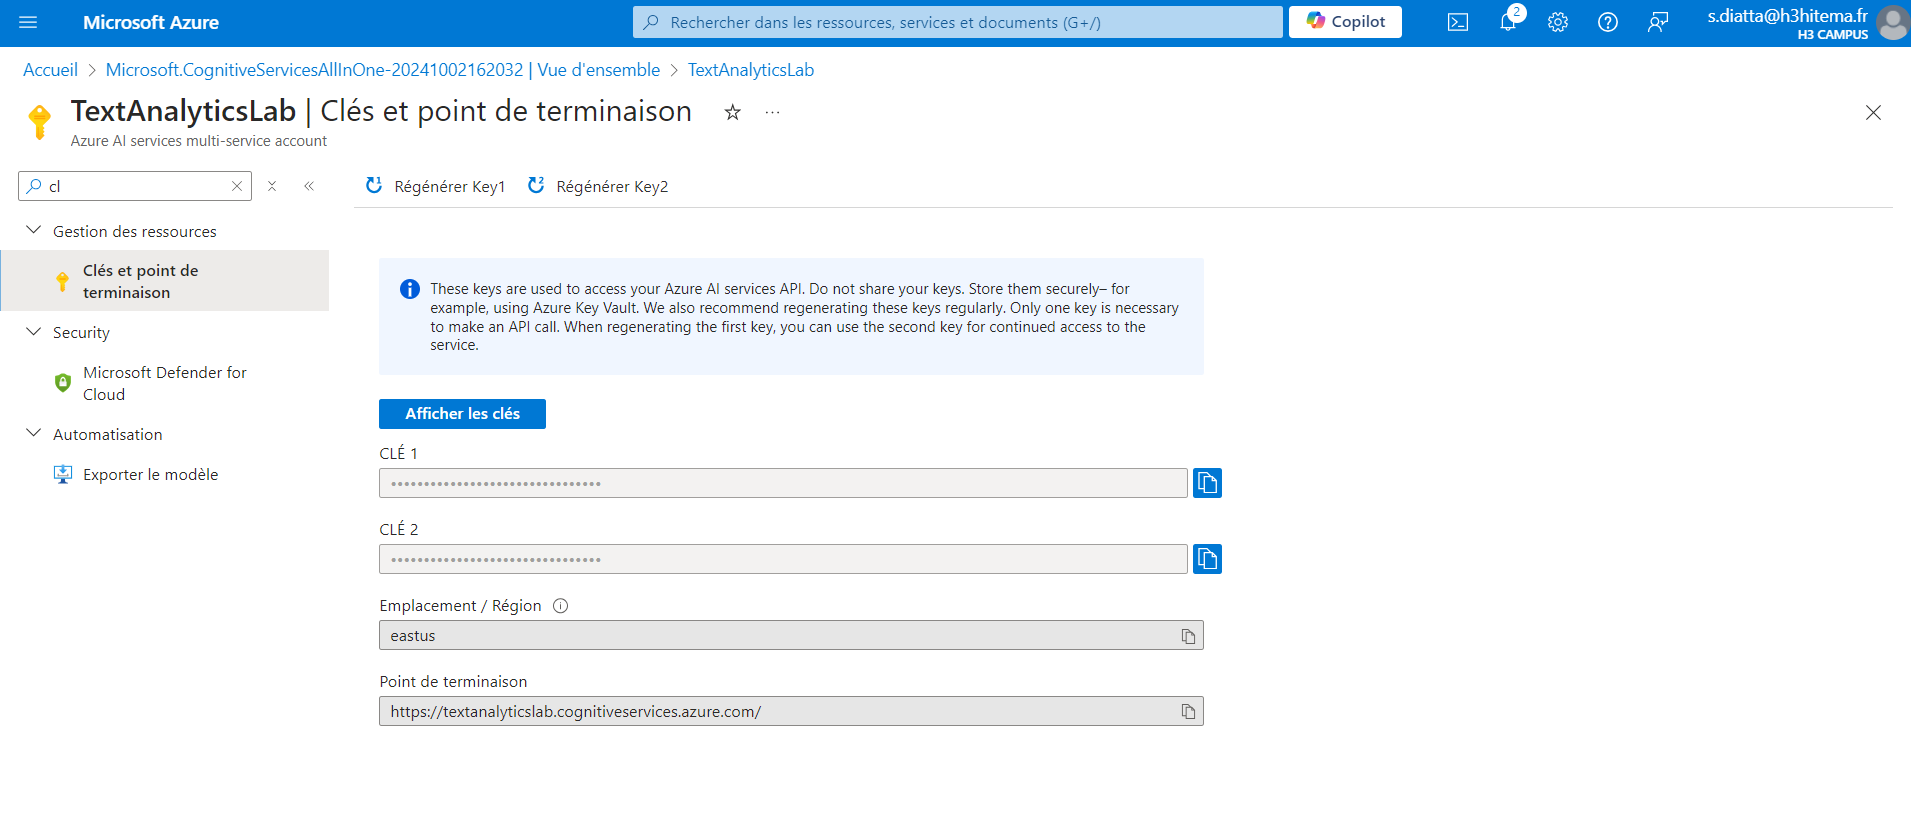 Microsoft Azure
Rechercher dans les ressources, services et documents (G+/)
Copilot
2
s.diatta@h3hitema.fr
H3 CAMPUS
Accueil > Microsoft.CognitiveServicesAllInOne-20241002162032 | Vue d'ensemble > TextAnalyticsLab
TextAnalyticsLab | Clés et point de terminaison
Azure AI services multi-service account
cl
Gestion des ressources
Clés et point de
terminaison
Security
Microsoft Defender for
Cloud
Automatisation
Exporter le modèle
1 Régénérer Key1
2 Régénérer Key2
These keys are used to access your Azure AI services API. Do not share your keys. Store them securely– for
example, using Azure Key Vault. We also recommend regenerating these keys regularly. Only one key is necessary
to make an API call. When regenerating the first key, you can use the second key for continued access to the
service.
Afficher les clés
CLÉ 1
••••••••••••••••••••••••••••••••
CLÉ 2
••••••••••••••••••••••••••••••••
Emplacement / Région
eastus
Point de terminaison
https://textanalyticslab.cognitiveservices.azure.com/